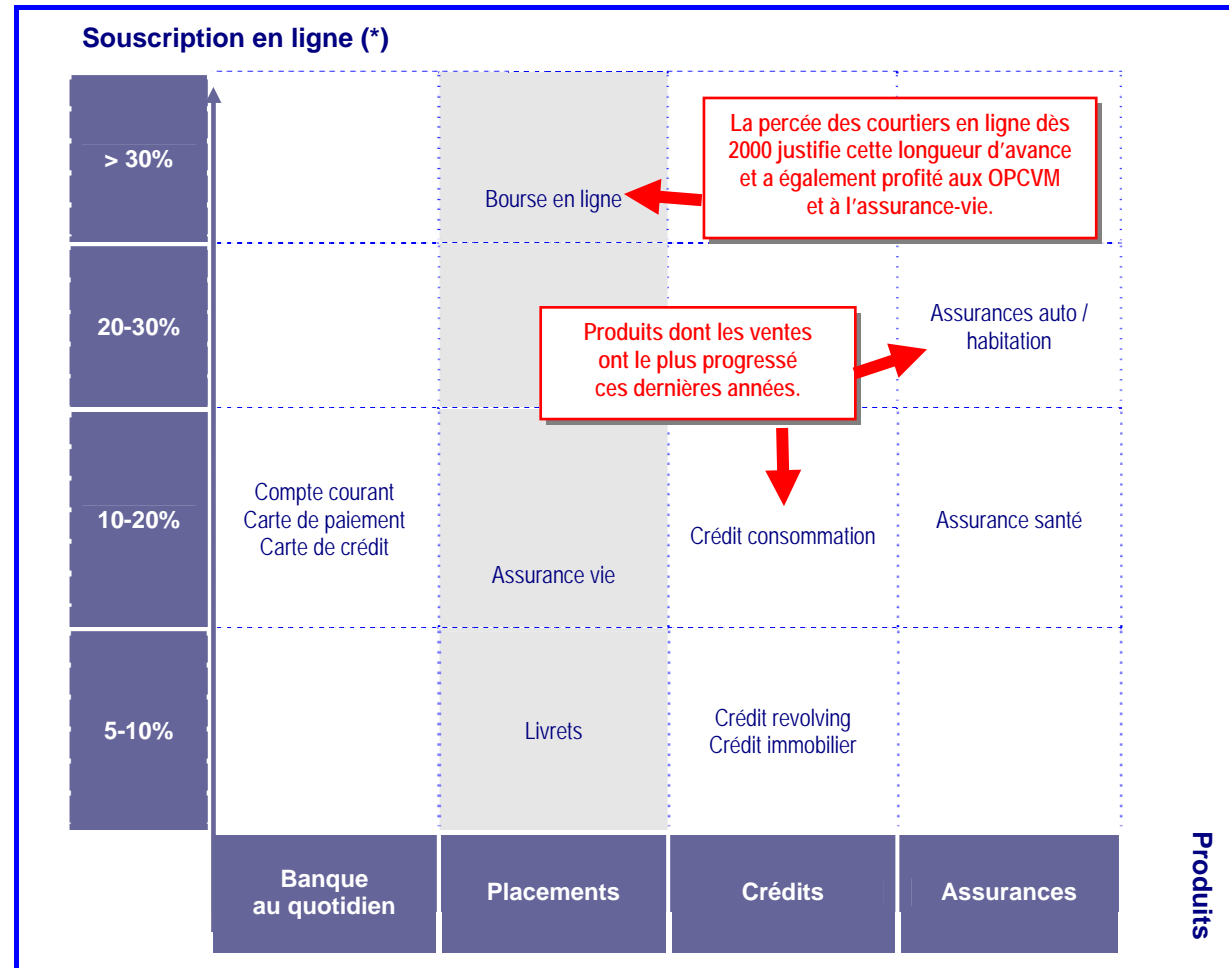 Souscription en ligne (*)
> 30%
Bourse en ligne
La percée des courtiers en ligne dès
2000 justifie cette longueur d’avance
et a également profité aux OPCVM
et à l’assurance-vie.
20-30%
Produits dont les ventes
ont le plus progressé
ces dernières années.
Assurances auto /
habitation
10-20%
Compte courant
Carte de paiement
Carte de crédit
Assurance vie
Crédit consommation
Assurance santé
5-10%
Livrets
Crédit revolving
Crédit immobilier
Banque
au quotidien
Placements
Crédits
Assurances
Produits